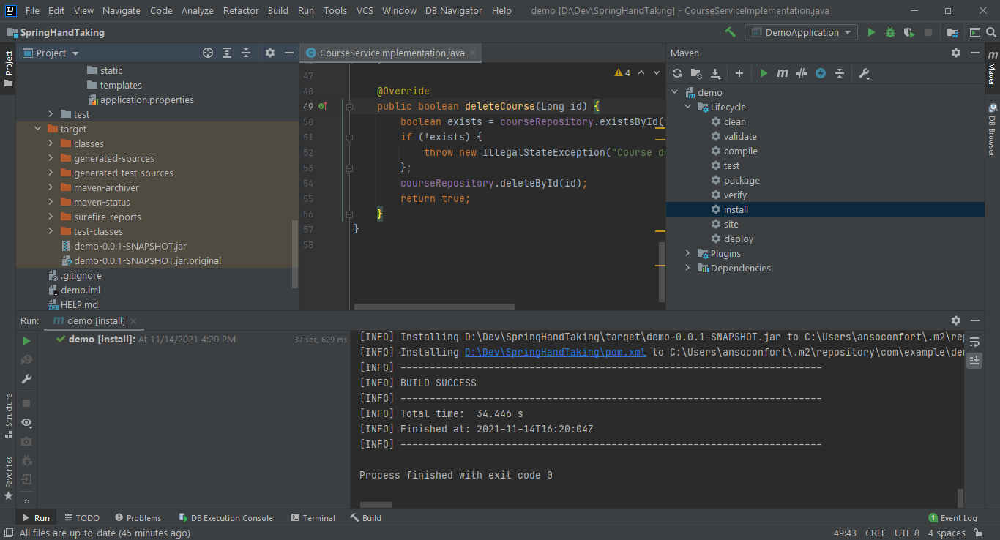 File Edit View Navigate Code Analyze Refactor Build Run Tools VCS Window DB Navigator Help demo [D:\Dev\SpringHandTaking] - CourseServiceImplementation.java
SpringHandTaking
DemoApplication
Project
static
templates
application.properties
test
target
classes
generated-sources
generated-test-sources
maven-archiver
maven-status
surefire-reports
test-classes
demo-0.0.1-SNAPSHOT.jar
demo-0.0.1-SNAPSHOT.jar.original
.gitignore
demo.iml
HELP.md
CourseServiceImplementation.java
4
47
48 @Override
49 public boolean deleteCourse(Long id) {
50 boolean exists = courseRepository.existsById(
51 if (!exists) {
52 throw new IllegalStateException("Course d
53 };
54 courseRepository.deleteById(id);
55 return true;
56 }
57 }
58
Maven
demo
Lifecycle
clean
validate
compile
test
package
verify
install
site
deploy
Plugins
Dependencies
Project
Structure
Favorites
Maven
DB Browser
Run: demo [install]
demo [install]: At 11/14/2021 4:20 PM 37 sec, 629 ms
[INFO] Installing D:\Dev\SpringHandTaking\target\demo-0.0.1-SNAPSHOT.jar to C:\Users\ansoconfort\.m2\rep
[INFO] Installing D:\Dev\SpringHandTaking\pom.xml to C:\Users\ansoconfort\.m2\repository\com\example\de
[INFO] ------------------------------------------------------------------------
[INFO] BUILD SUCCESS
[INFO] ------------------------------------------------------------------------
[INFO] Total time:  34.446 s
[INFO] Finished at: 2021-11-14T16:20:04Z
[INFO] ------------------------------------------------------------------------
Process finished with exit code 0
Run TODO Problems DB Execution Console Terminal Build 1 Event Log
All files are up-to-date (45 minutes ago) 49:43 CRLF UTF-8 4 spaces